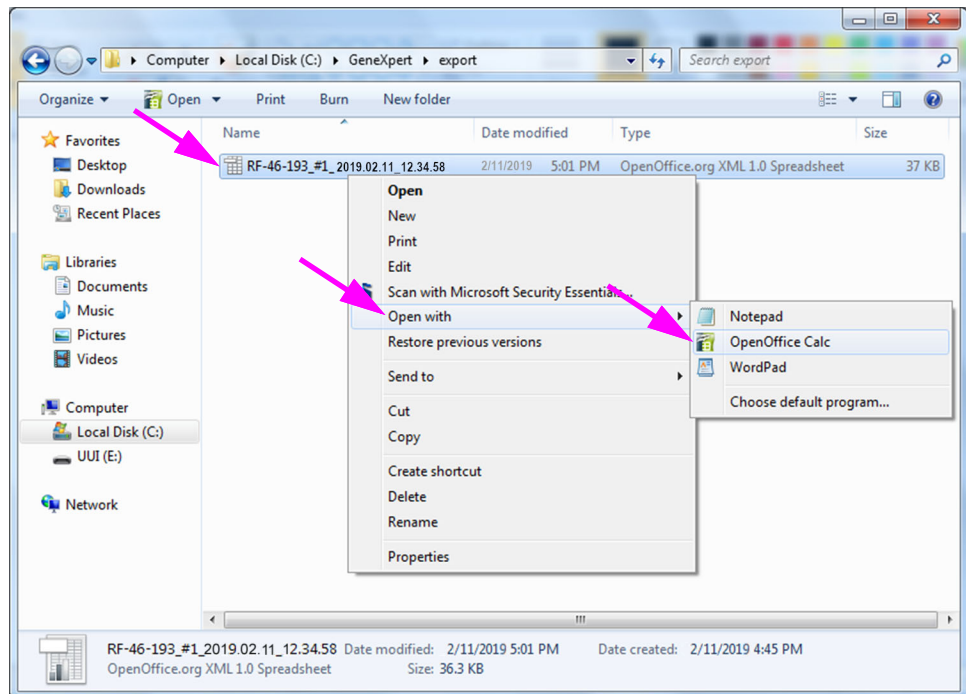 Computer ▸ Local Disk (C:) ▸ GeneXpert ▸ export
Search export
Organize Open Print Burn New folder
Name Date modified Type Size
RF-46-193_#1_2019.02.11_12.34.58 2/11/2019 5:01 PM OpenOffice.org XML 1.0 Spreadsheet 37 KB
Favorites
Desktop
Downloads
Recent Places
Libraries
Documents
Music
Pictures
Videos
Computer
Local Disk (C:)
UUI (E:)
Network
Open
New
Print
Edit
Scan with Microsoft Security Essentials...
Open with
Restore previous versions
Send to
Cut
Copy
Create shortcut
Delete
Rename
Properties
Notepad
OpenOffice Calc
WordPad
Choose default program...
RF-46-193_#1_2019.02.11_12.34.58 Date modified: 2/11/2019 5:01 PM Date created: 2/11/2019 4:45 PM
OpenOffice.org XML 1.0 Spreadsheet Size: 36.3 KB